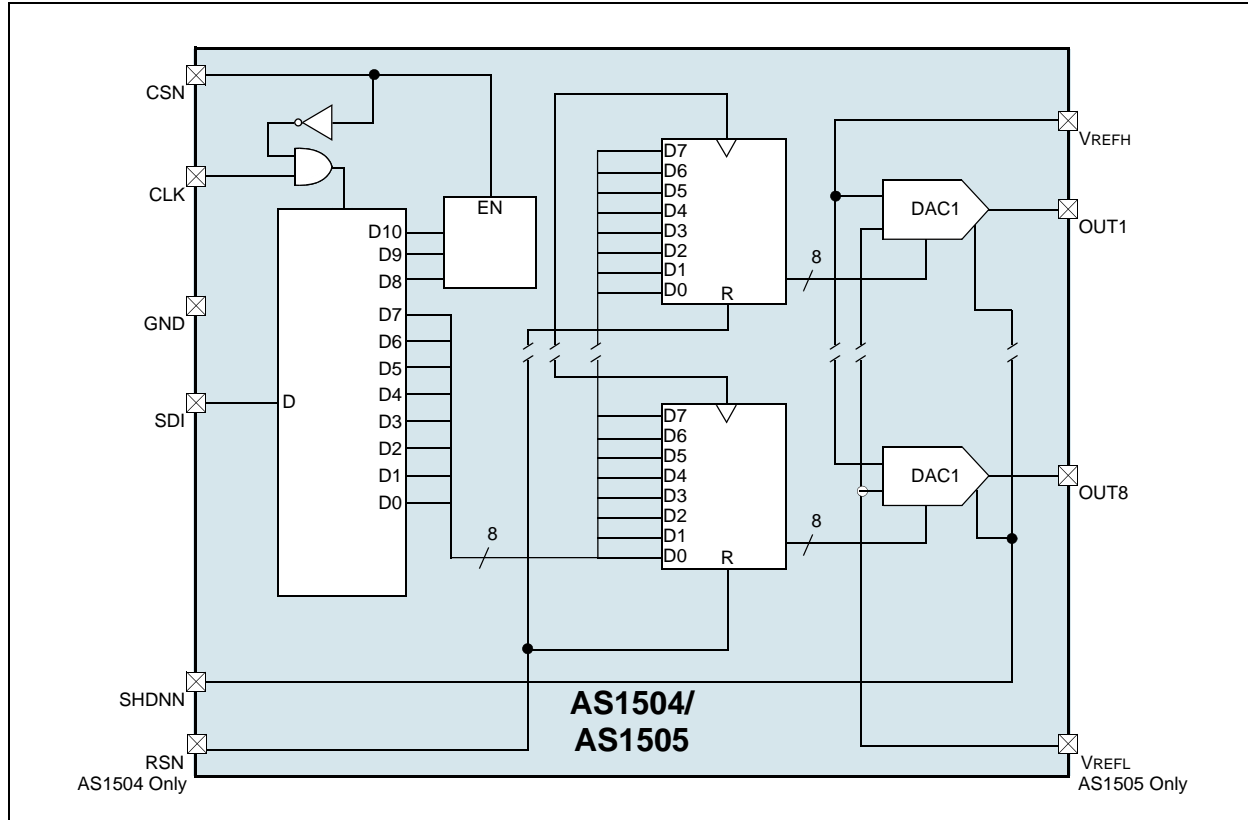 CSN
CLK
GND
SDI
SHDNN
RSN
AS1504 Only
D
D10
D9
D8
D7
D6
D5
D4
D3
D2
D1
D0
EN
8
D7
D6
D5
D4
D3
D2
D1
D0
R
8
D7
D6
D5
D4
D3
D2
D1
D0
R
8
DAC1
DAC1
VREFH
OUT1
OUT8
VREFL
AS1505 Only
AS1504/
AS1505